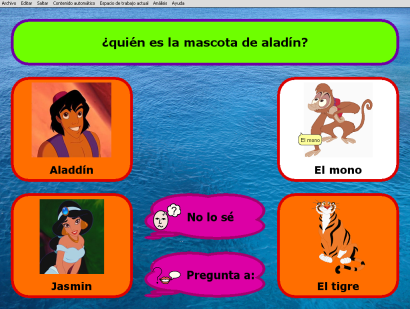 Archivo Editar Saltar Contenido automático Espacio de trabajo actual Análisis Ayuda
¿quién es la mascota de aladín?
Aladdín
El mono
El mono
Jasmin
No lo sé
Pregunta a:
El tigre